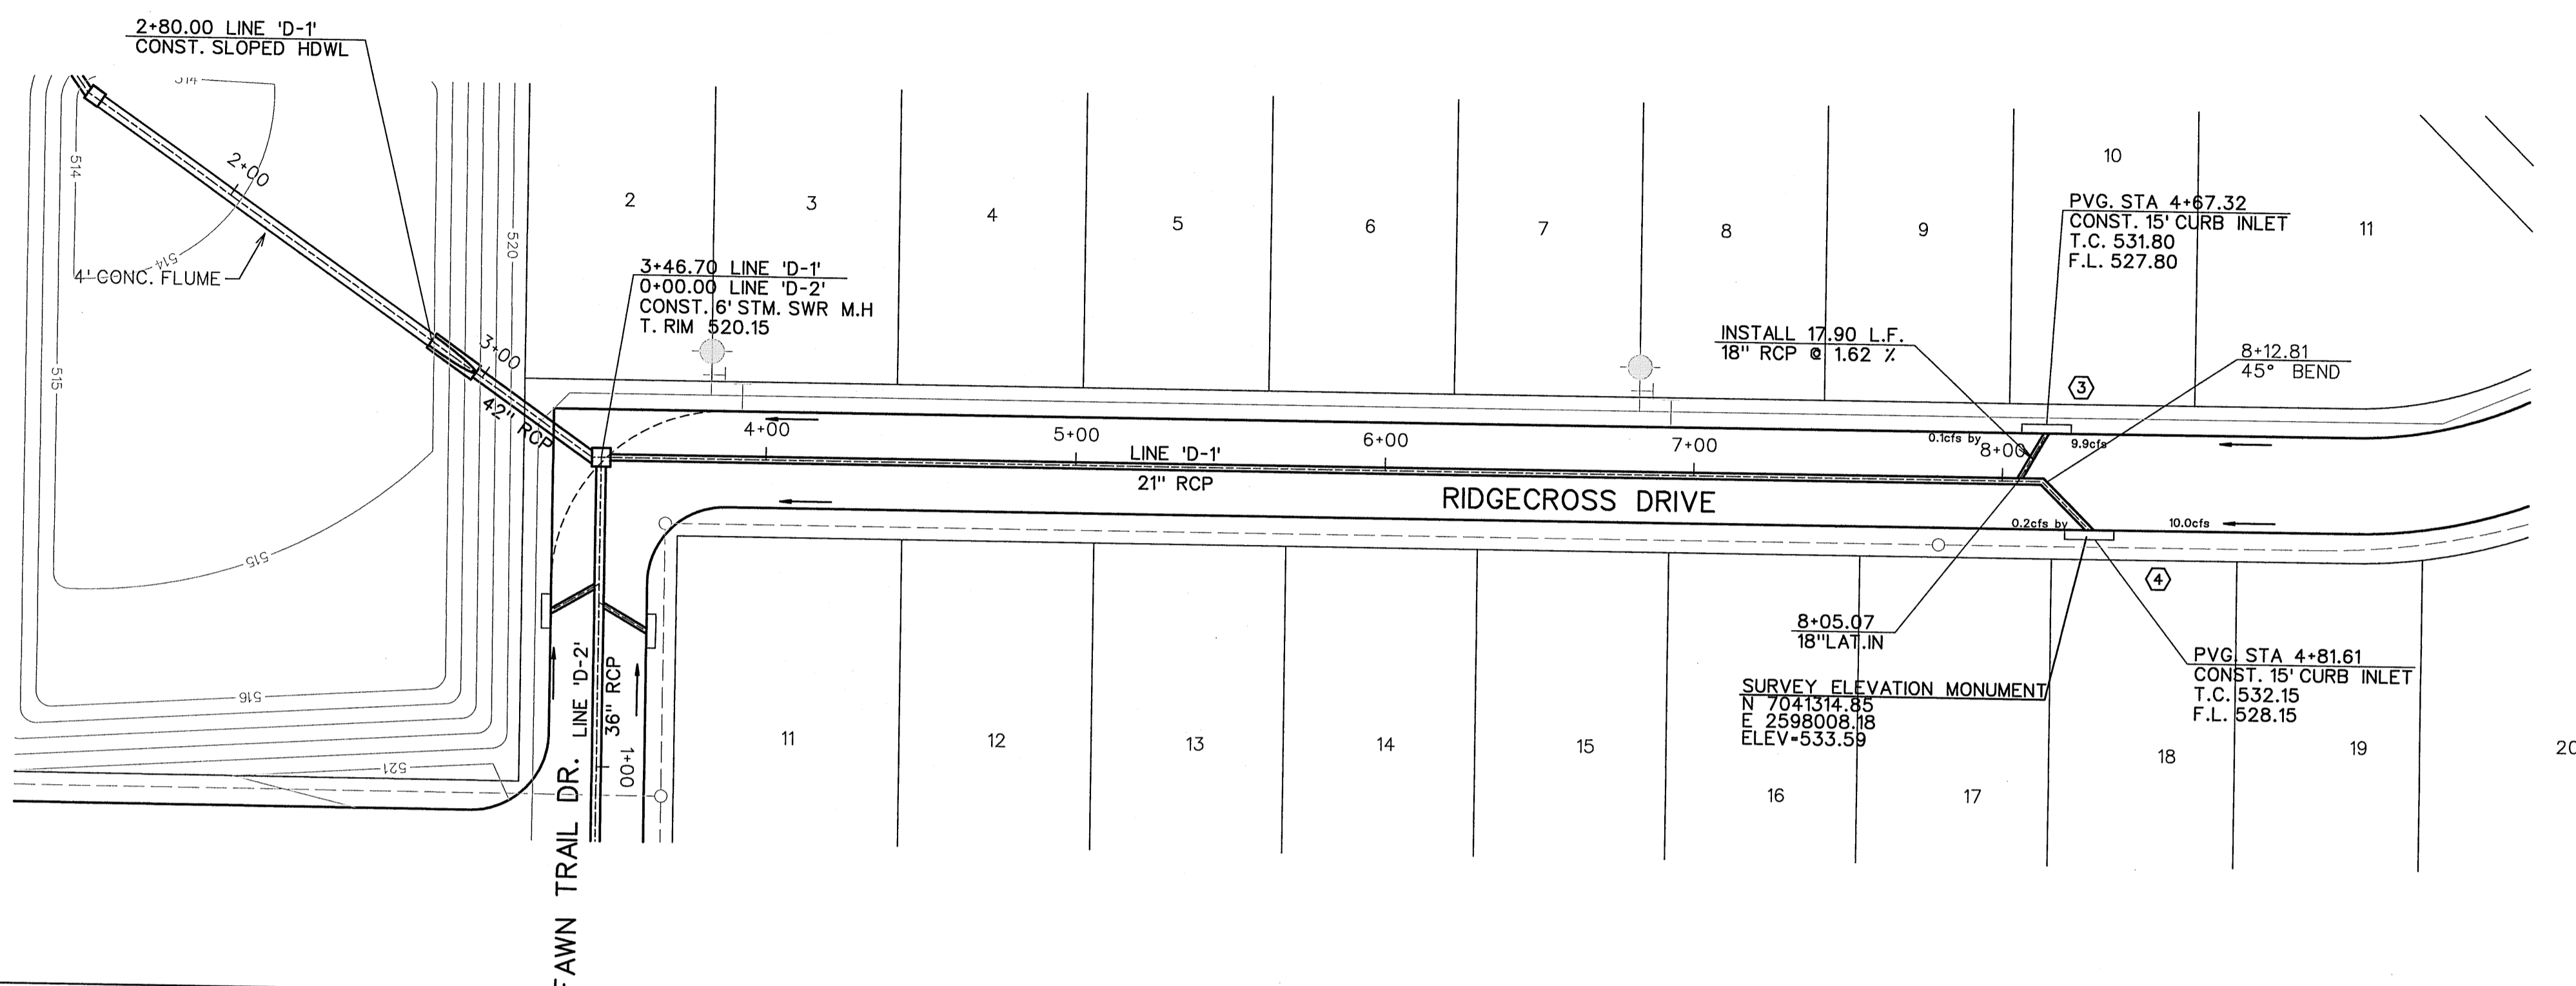 2+80.00 LINE 'D-1'
CONST. SLOPED HDWL
514
514
2+00
514
4' CONC. FLUME
520
515
3+00
42" RCP
3+46.70 LINE 'D-1'
0+00.00 LINE 'D-2'
CONST. 6' STM. SWR M.H
T. RIM 520.15
2
3
4
5
6
7
8
9
10
11
PVG. STA 4+67.32
CONST. 15' CURB INLET
T.C. 531.80
F.L. 527.80
INSTALL 17.90 L.F.
18" RCP @ 1.62 %
8+12.81
45° BEND
3
4+00
5+00
6+00
7+00
8+00
0.1cfs by
9.9cfs
LINE 'D-1'
21" RCP
RIDGECROSS DRIVE
0.2cfs by
10.0cfs
4
515
516
521
LINE 'D-2'
36" RCP
1+00
FAWN TRAIL DR.
8+05.07
18"LAT.IN
SURVEY ELEVATION MONUMENT
N 7041314.85
E 2598008.18
ELEV=533.59
PVG. STA 4+81.61
CONST. 15' CURB INLET
T.C. 532.15
F.L. 528.15
11
12
13
14
15
16
17
18
19
20